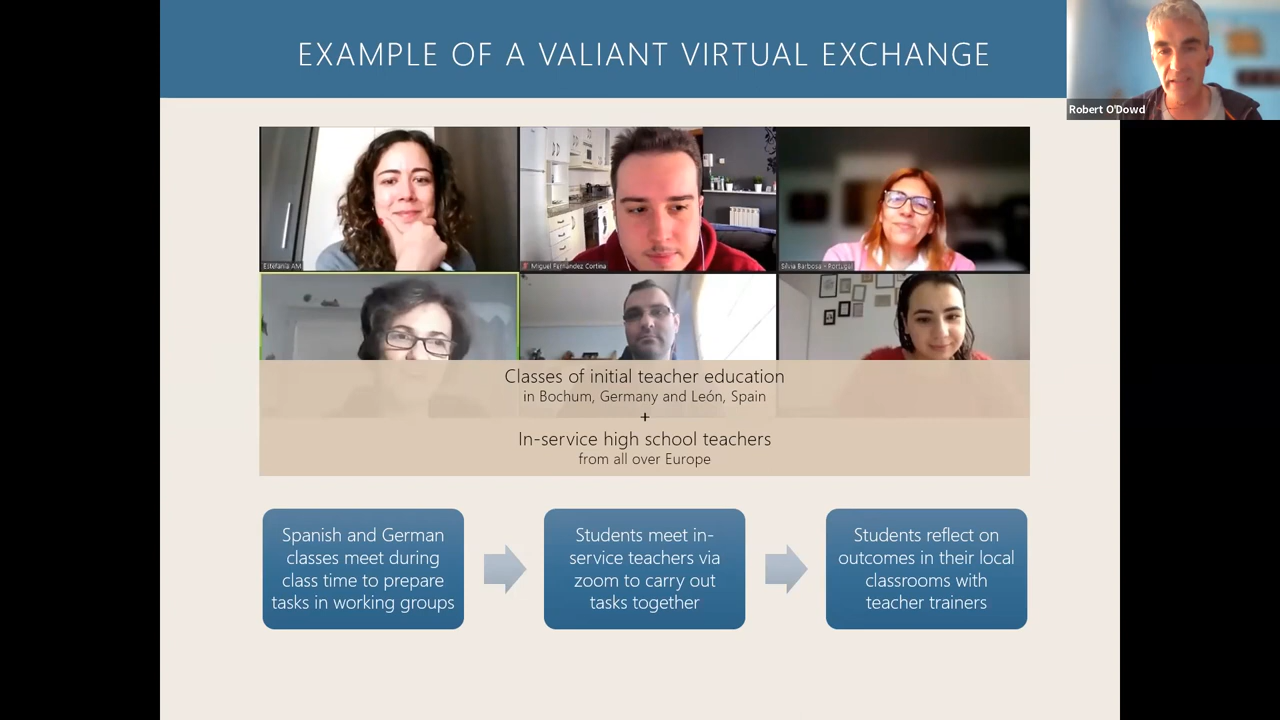 EXAMPLE OF A VALIANT VIRTUAL EXCHANGE
Robert O'Dowd
Estefanía AM
Miguel Fernández Cortina
Silvia Barbosa - Portugal
Classes of initial teacher education
in Bochum, Germany and León, Spain
+
In-service high school teachers
from all over Europe
Spanish and German
classes meet during
class time to prepare
tasks in working groups
Students meet in-
service teachers via
zoom to carry out
tasks together
Students reflect on
outcomes in their local
classrooms with
teacher trainers